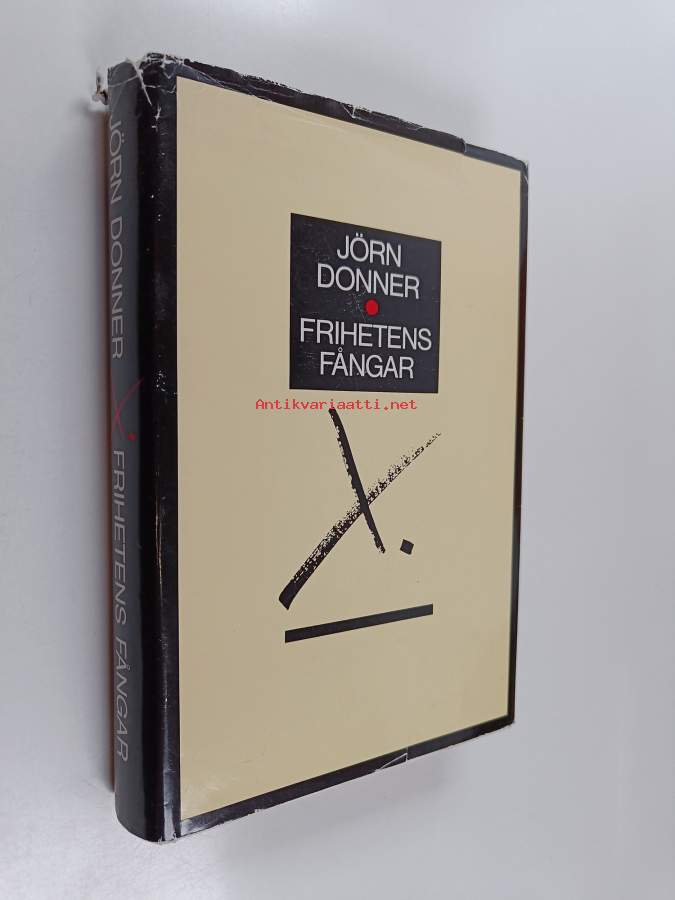 JÖRN
DONNER
FRIHETENS
FÅNGAR
Antikvariaatti.net
X.
JÖRN DONNER X. FRIHETENS FÅNGAR